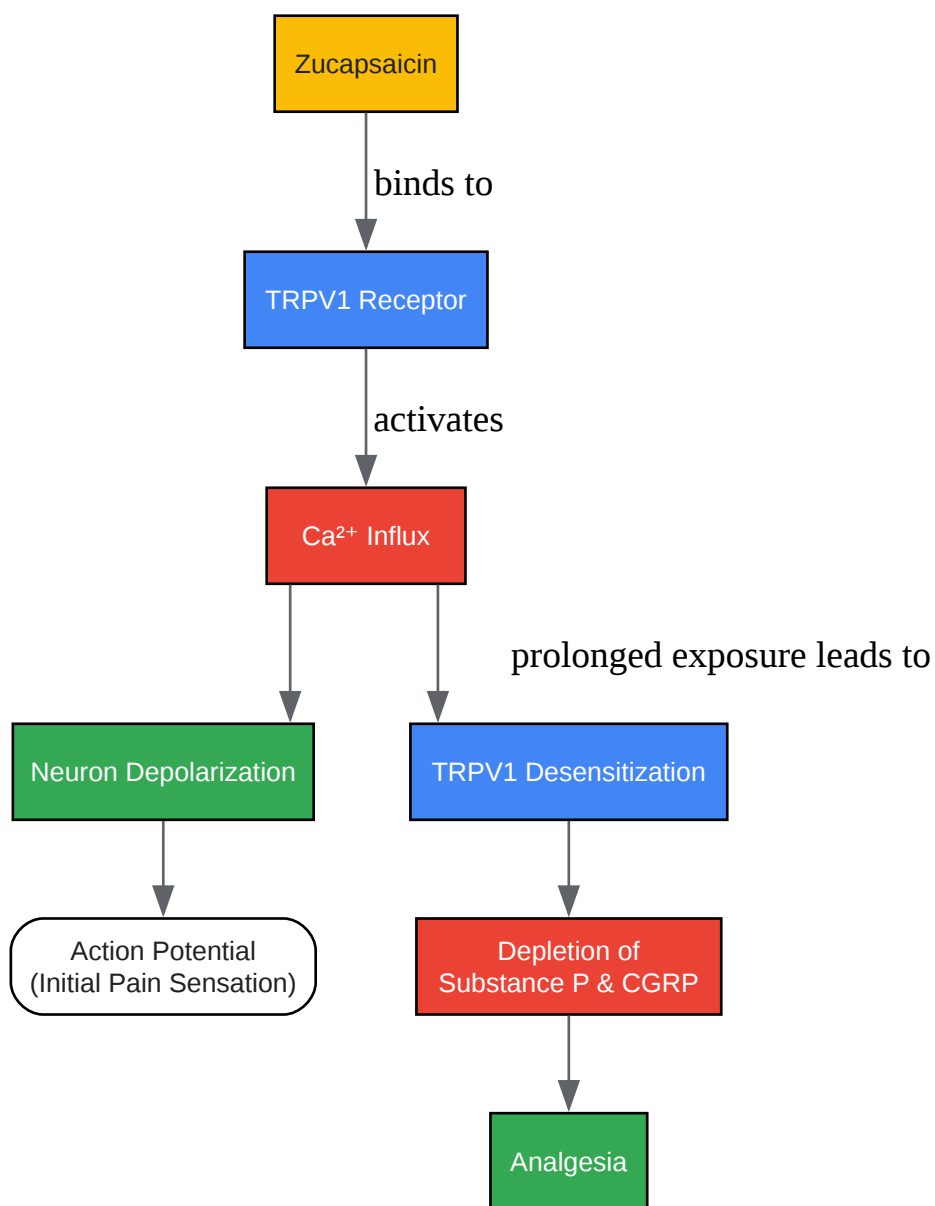 Zucapsaicin
binds to
TRPV1 Receptor
activates
Ca²⁺ Influx
prolonged exposure leads to
Neuron Depolarization
TRPV1 Desensitization
Action Potential
(Initial Pain Sensation)
Depletion of
Substance P & CGRP
Analgesia